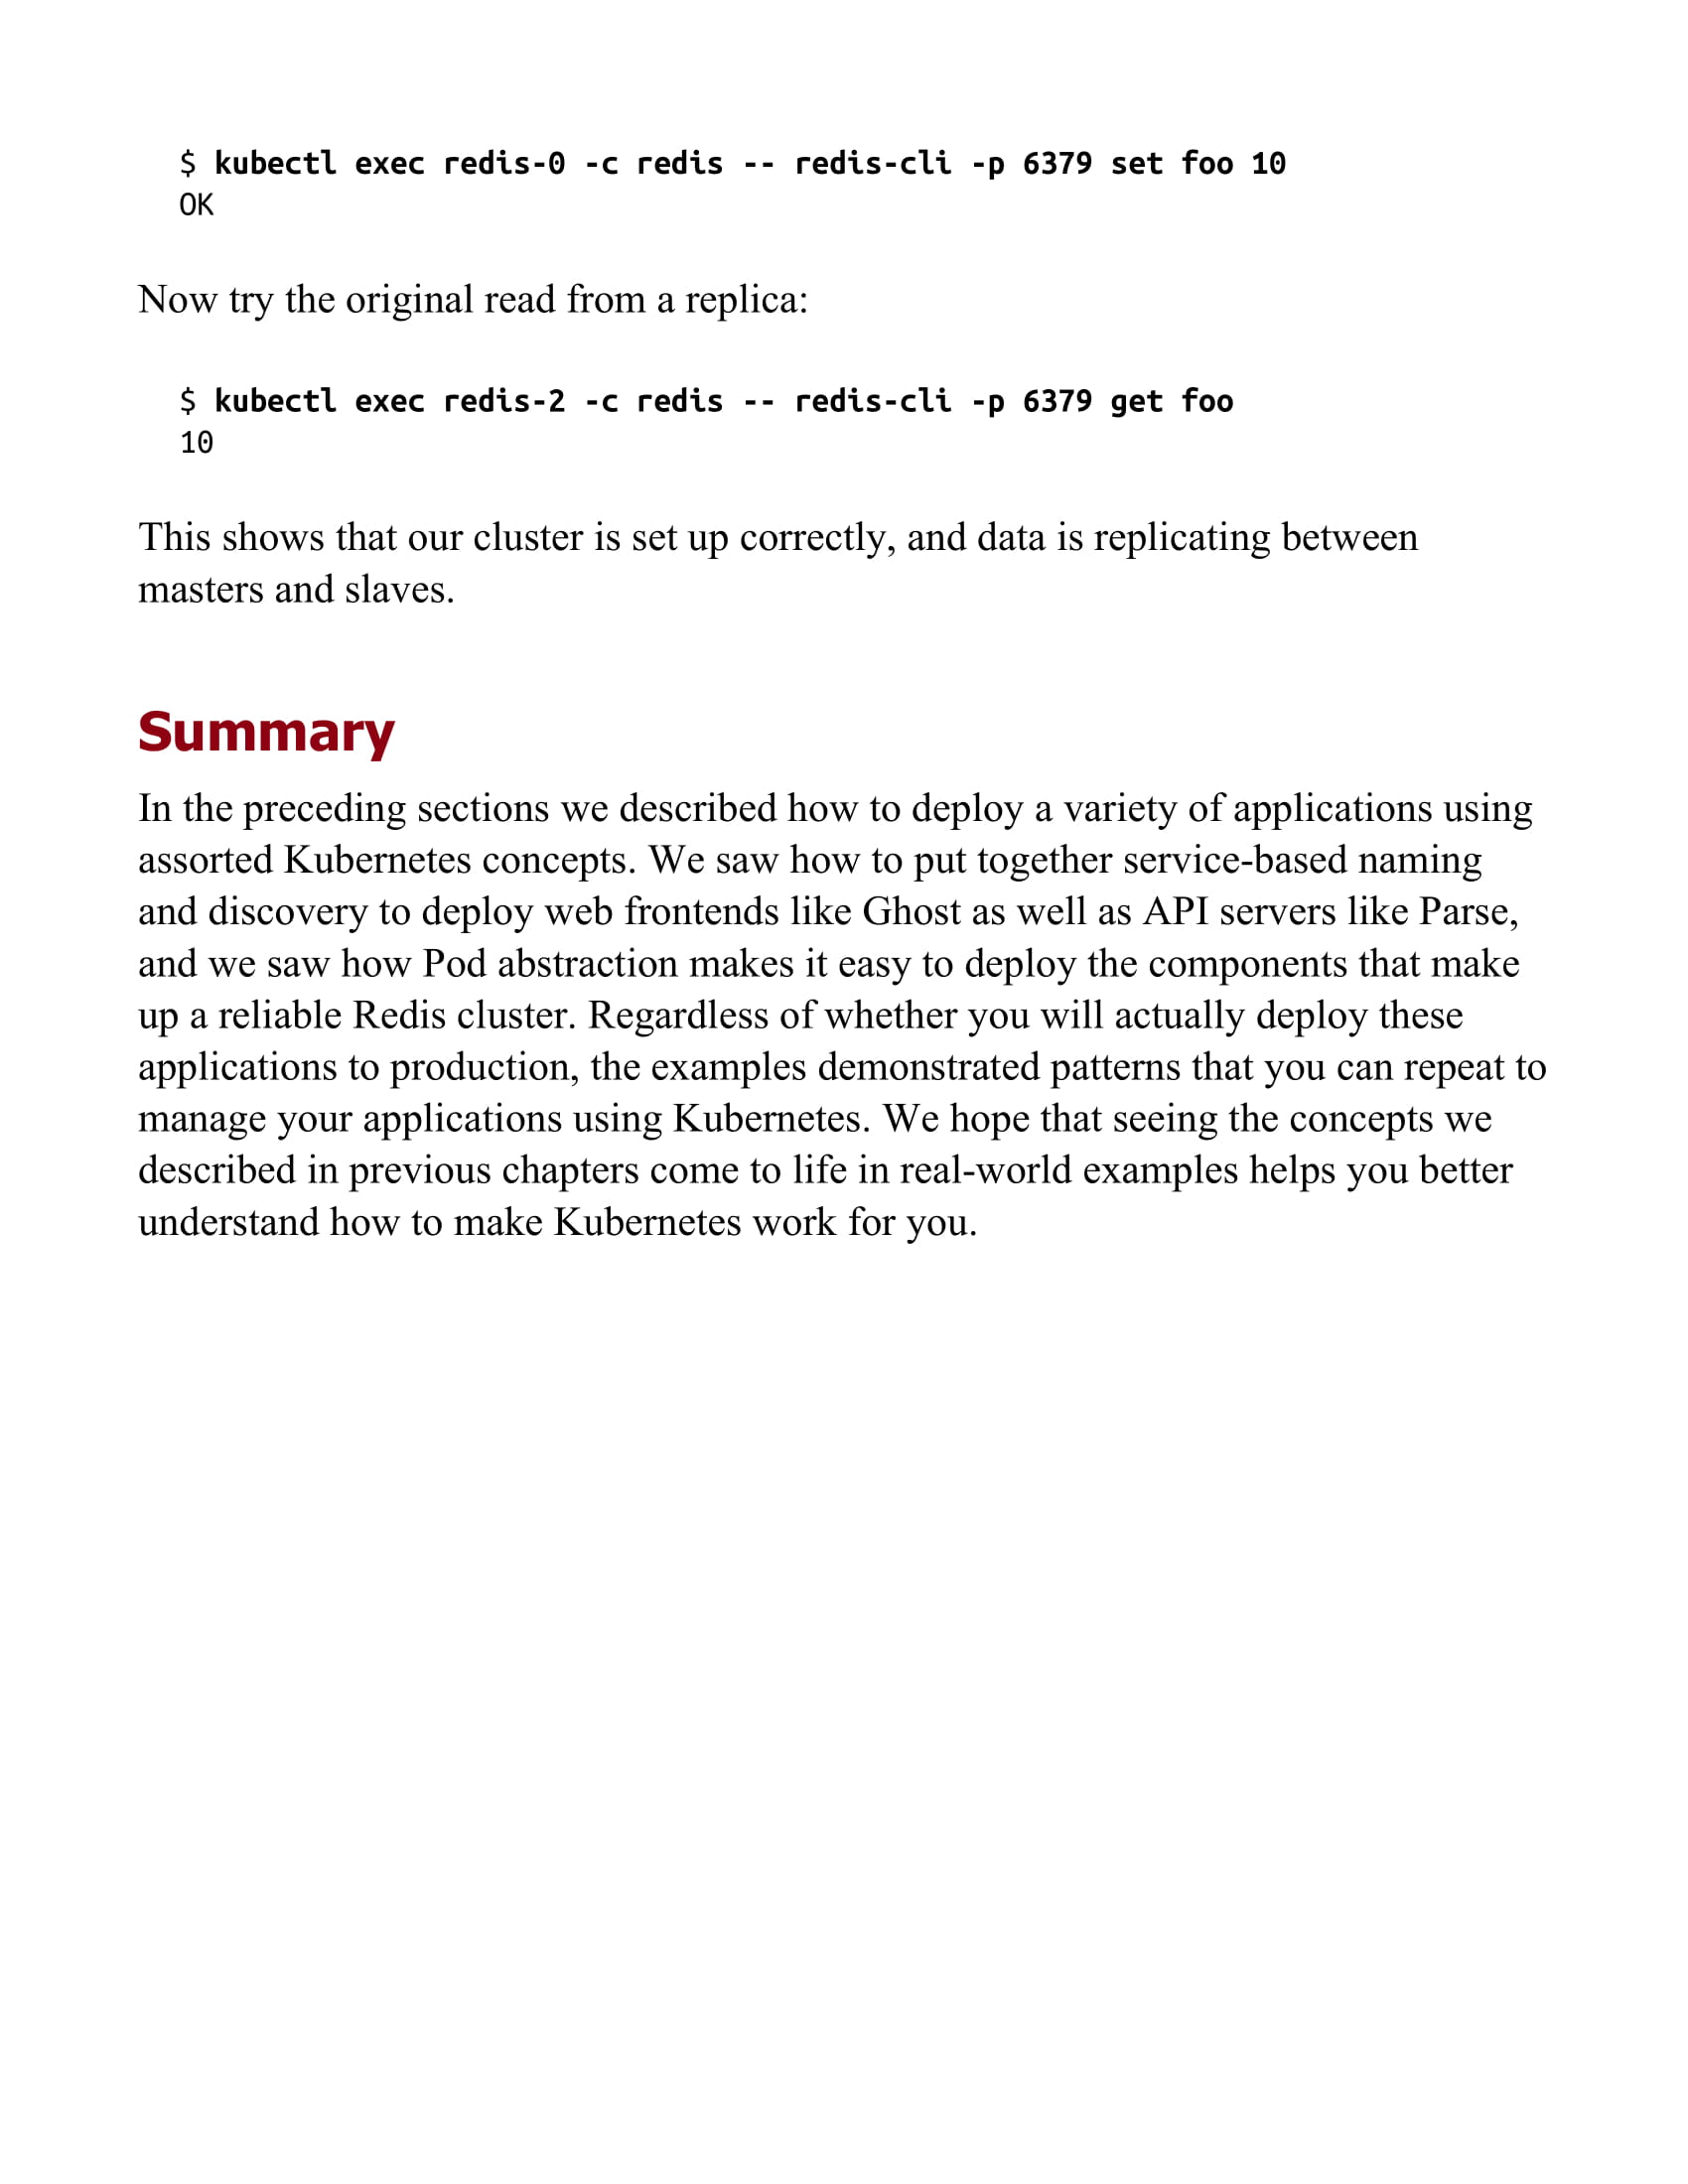 $ kubectl exec redis-0 -c redis -- redis-cli -p 6379 set foo 10
OK
Now try the original read from a replica:
$ kubectl exec redis-2 -c redis -- redis-cli -p 6379 get foo
10
This shows that our cluster is set up correctly, and data is replicating between
masters and slaves.
Summary
In the preceding sections we described how to deploy a variety of applications using
assorted Kubernetes concepts. We saw how to put together service-based naming
and discovery to deploy web frontends like Ghost as well as API servers like Parse,
and we saw how Pod abstraction makes it easy to deploy the components that make
up a reliable Redis cluster. Regardless of whether you will actually deploy these
applications to production, the examples demonstrated patterns that you can repeat to
manage your applications using Kubernetes. We hope that seeing the concepts we
described in previous chapters come to life in real-world examples helps you better
understand how to make Kubernetes work for you.